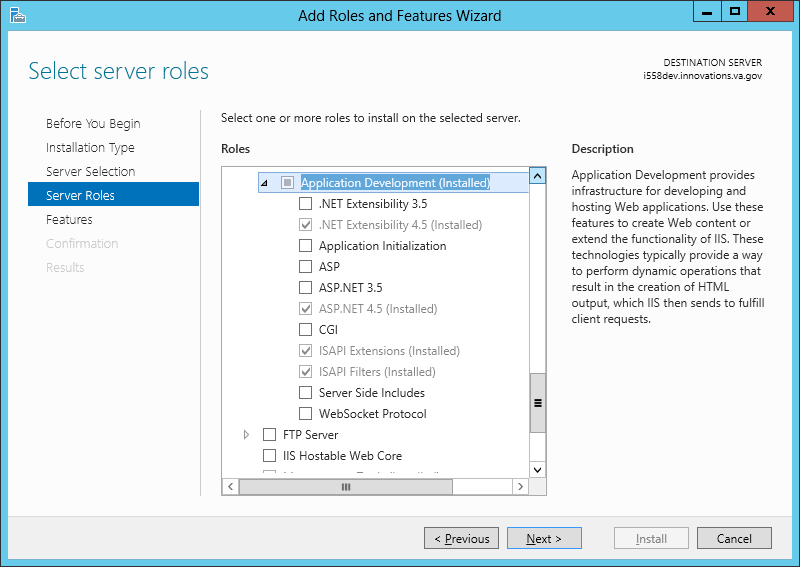 Add Roles and Features Wizard
Select server roles
DESTINATION SERVER
i558dev.innovations.va.gov
Before You Begin
Installation Type
Server Selection
Server Roles
Features
Confirmation
Results
Select one or more roles to install on the selected server.
Roles
Application Development (Installed)
.NET Extensibility 3.5
.NET Extensibility 4.5 (Installed)
Application Initialization
ASP
ASP.NET 3.5
ASP.NET 4.5 (Installed)
CGI
ISAPI Extensions (Installed)
ISAPI Filters (Installed)
Server Side Includes
WebSocket Protocol
FTP Server
IIS Hostable Web Core
Description
Application Development provides
infrastructure for developing and
hosting Web applications. Use these
features to create Web content or
extend the functionality of IIS. These
technologies typically provide a way
to perform dynamic operations that
result in the creation of HTML
output, which IIS then sends to fulfill
client requests.
< Previous
Next >
Install
Cancel